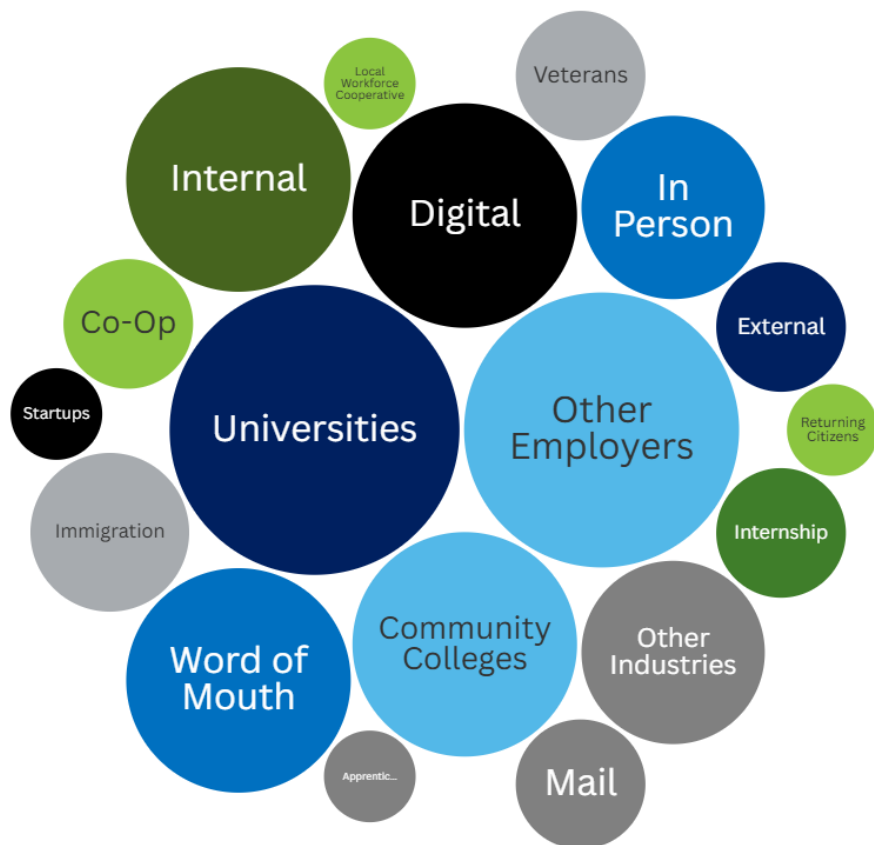 Local
Workforce
Cooperative
Veterans
Internal
Digital
In
Person
Co-Op
External
Startups
Universities
Other
Employers
Returning
Citizens
Immigration
Internship
Word of
Mouth
Community
Colleges
Other
Industries
Apprentic...
Mail